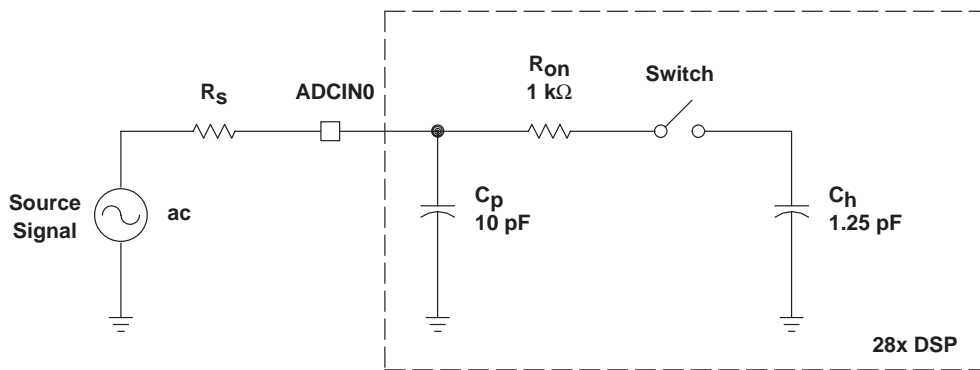 Rs
ADCIN0
Ron
1 kΩ
Switch
Source
Signal
ac
Cp
10 pF
Ch
1.25 pF
28x DSP